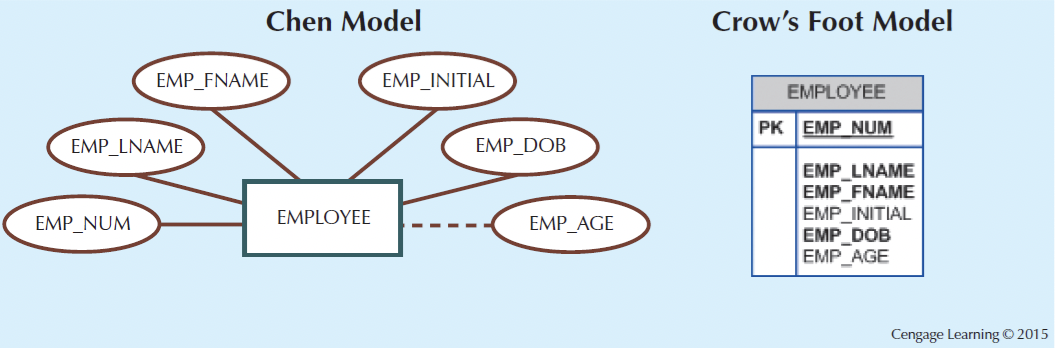 Chen Model
Crow's Foot Model
EMP_FNAME
EMP_INITIAL
EMP_LNAME
EMP_DOB
EMP_NUM
EMPLOYEE
EMP_AGE
EMPLOYEE
PK EMP_NUM
EMP_LNAME
EMP_FNAME
EMP_INITIAL
EMP_DOB
EMP_AGE
Cengage Learning © 2015